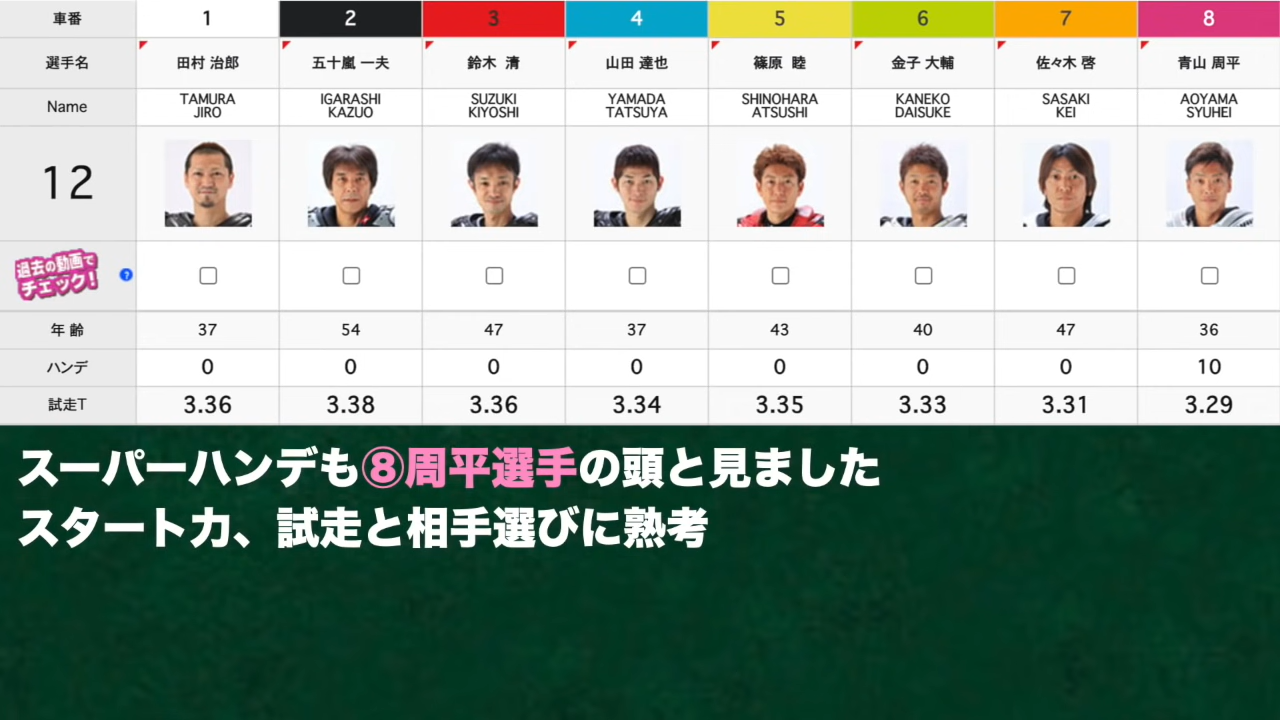 車番 1 2 3 4 5 6 7 8
選手名 田村 治郎 五十嵐 一夫 鈴木 清 山田 達也 篠原 睦 金子 大輔 佐々木 啓 青山 周平
Name TAMURA JIRO IGARASHI KAZUO SUZUKI KIYOSHI YAMADA TATSUYA SHINOHARA ATSUSHI KANEKO DAISUKE SASAKI KEI AOYAMA SYUHEI
12
過去の動画で
チェック! ?
年齢 37 54 47 37 43 40 47 36
ハンデ 0 0 0 0 0 0 0 10
試走T 3.36 3.38 3.36 3.34 3.35 3.33 3.31 3.29
スーパーハンデも⑧周平選手の頭と見ました
スタート力、試走と相手選びに熟考